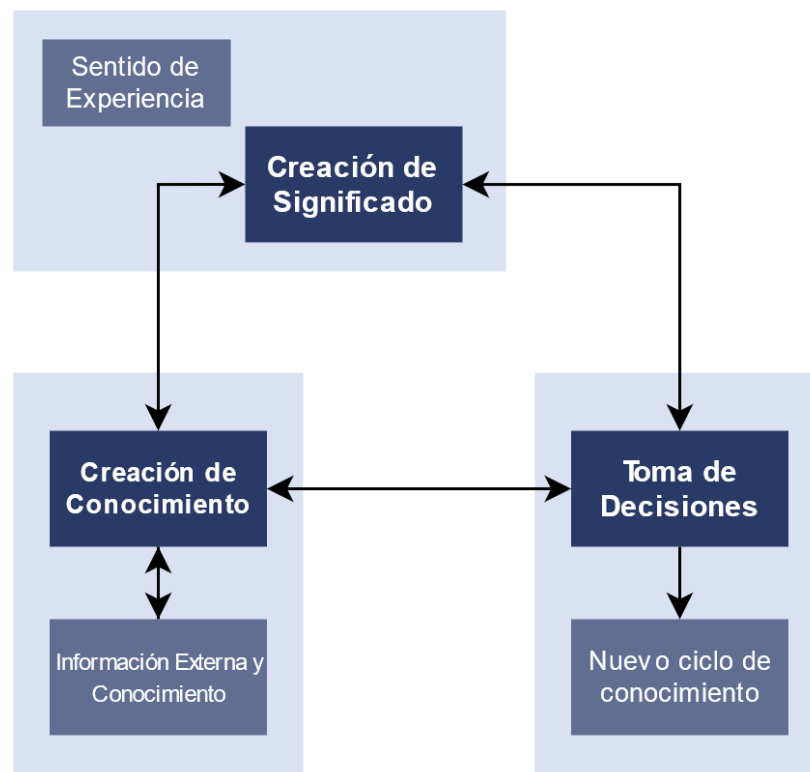 Sentido de
Experiencia
Creación de
Significado
Creación de
Conocimiento
Toma de
Decisiones
Información Externa y
Conocimiento
Nuevo ciclo de
conocimiento